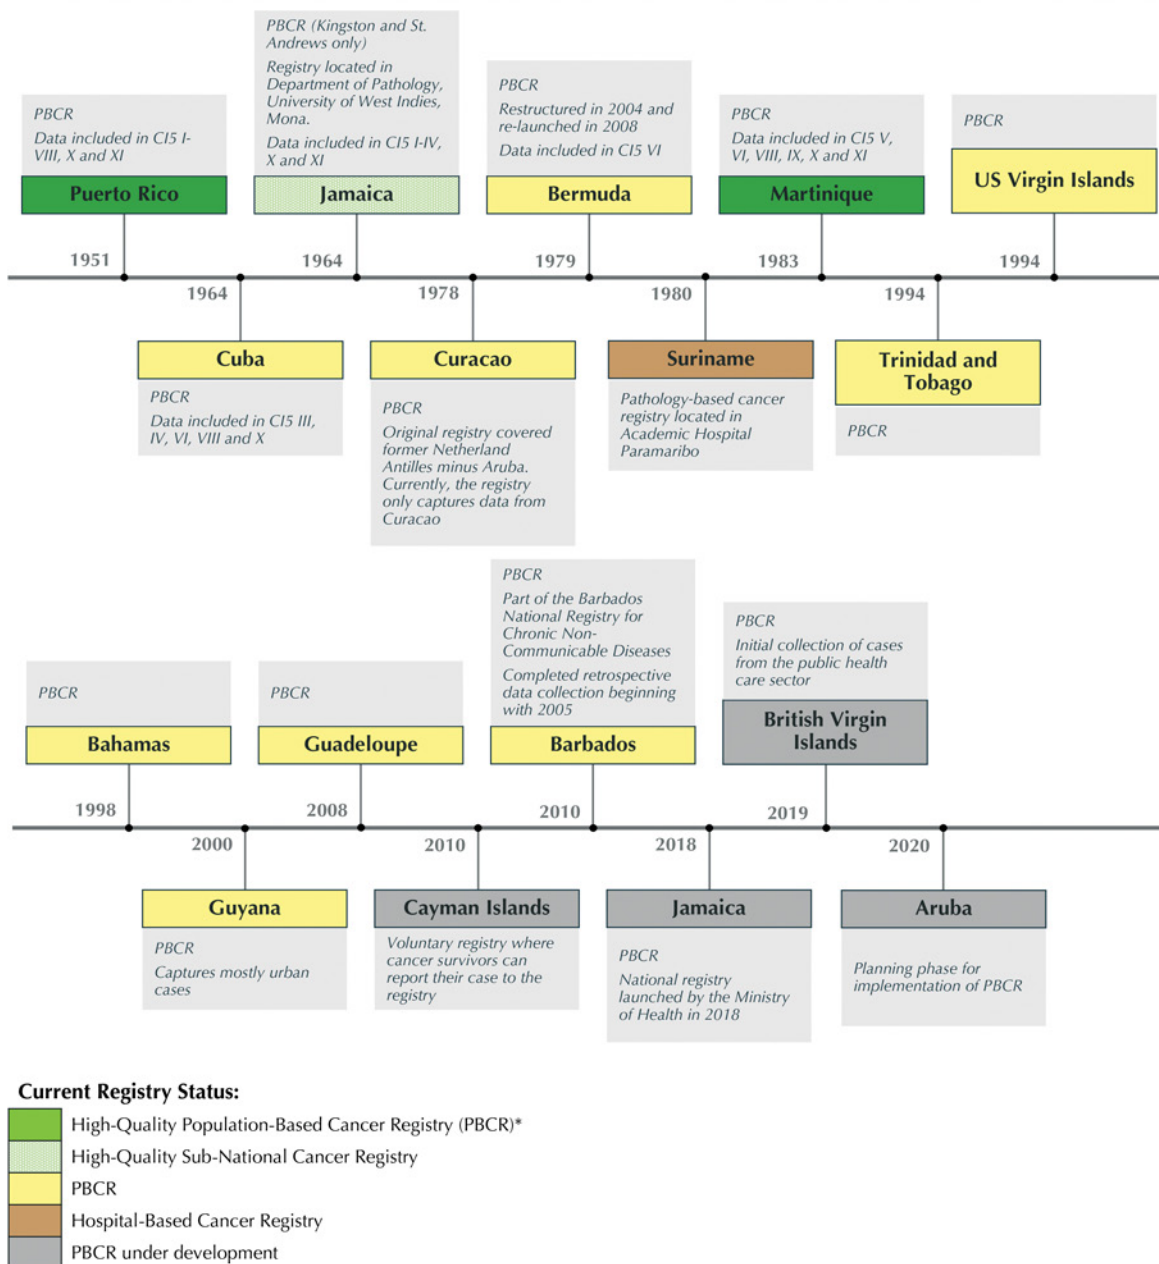 PBCR
Data included in CI5 I-
VIII, X and XI
Puerto Rico
1951
PBCR (Kingston and St.
Andrews only)
Registry located in
Department of Pathology,
University of West Indies,
Mona.
Data included in CI5 I-IV,
X and XI
Jamaica
1964
PBCR
Restructured in 2004 and
re-launched in 2008
Data included in CI5 VI
Bermuda
1979
PBCR
Data included in CI5 V,
VI, VIII, IX, X and XI
Martinique
1983
PBCR
US Virgin Islands
1994
1964
Cuba
PBCR
Data included in CI5 III,
IV, VI, VIII and X
1978
Curacao
PBCR
Original registry covered
former Netherland
Antilles minus Aruba.
Currently, the registry
only captures data from
Curacao
1980
Suriname
Pathology-based cancer
registry located in
Academic Hospital
Paramaribo
1994
Trinidad and
Tobago
PBCR
PBCR
Bahamas
1998
PBCR
Guadeloupe
2008
PBCR
Part of the Barbados
National Registry for
Chronic Non-
Communicable Diseases
Completed retrospective
data collection beginning
with 2005
Barbados
2010
PBCR
Initial collection of cases
from the public health
care sector
British Virgin
Islands
2019
2000
Guyana
PBCR
Captures mostly urban
cases
2010
Cayman Islands
Voluntary registry where
cancer survivors can
report their case to the
registry
2018
Jamaica
PBCR
National registry
launched by the Ministry
of Health in 2018
2020
Aruba
Planning phase for
implementation of PBCR
Current Registry Status:
High-Quality Population-Based Cancer Registry (PBCR)*
High-Quality Sub-National Cancer Registry
PBCR
Hospital-Based Cancer Registry
PBCR under development